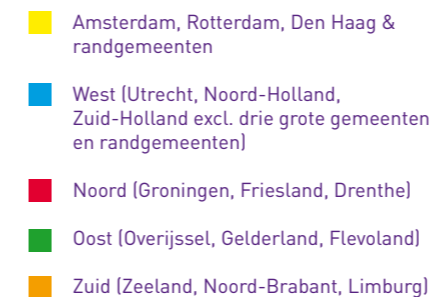 Amsterdam, Rotterdam, Den Haag &
randgemeenten
West (Utrecht, Noord-Holland,
Zuid-Holland excl. drie grote gemeenten
en randgemeenten)
Noord (Groningen, Friesland, Drenthe)
Oost (Overijssel, Gelderland, Flevoland)
Zuid (Zeeland, Noord-Brabant, Limburg)